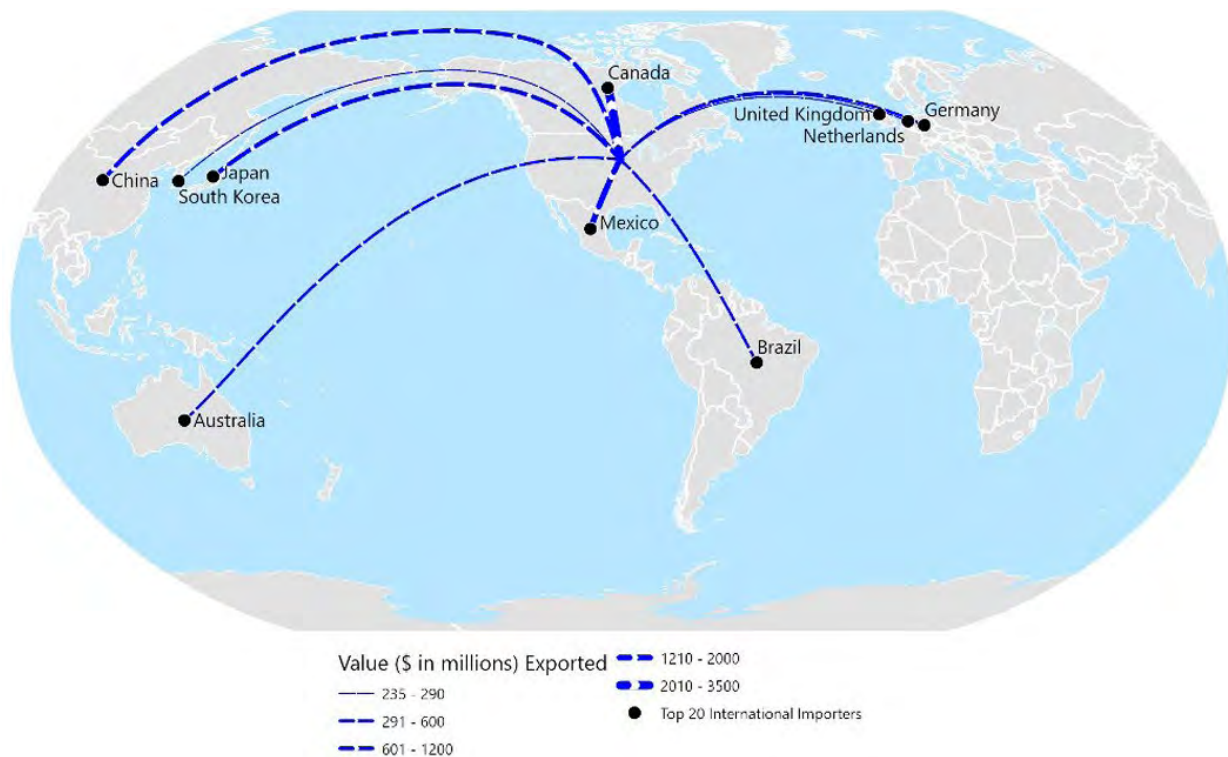 Canada
United Kingdom
Germany
Netherlands
China
Japan
South Korea
Mexico
Brazil
Australia
Value ($ in millions) Exported
235 - 290
291 - 600
601 - 1200
1210 - 2000
2010 - 3500
Top 20 International Importers